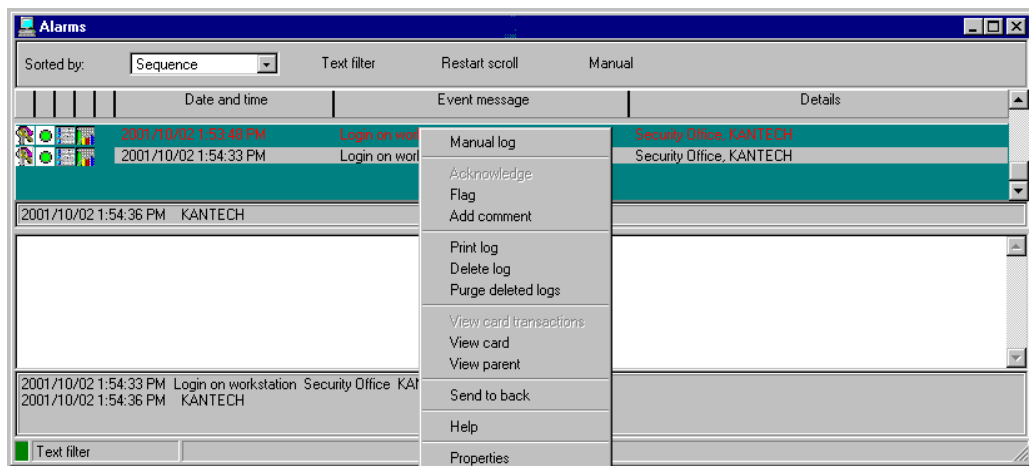 Alarms
Sorted by: Sequence Text filter Restart scroll Manual
Date and time Event message Details
2001/10/02 1:53:48 PM Login on wor Security Office, KANTECH
2001/10/02 1:54:33 PM Login on worl Security Office, KANTECH
2001/10/02 1:54:36 PM KANTECH
Manual log
Acknowledge
Flag
Add comment
Print log
Delete log
Purge deleted logs
View card transactions
View card
View parent
Send to back
Help
Properties
2001/10/02 1:54:33 PM Login on workstation Security Office KAN
2001/10/02 1:54:36 PM KANTECH
Text filter